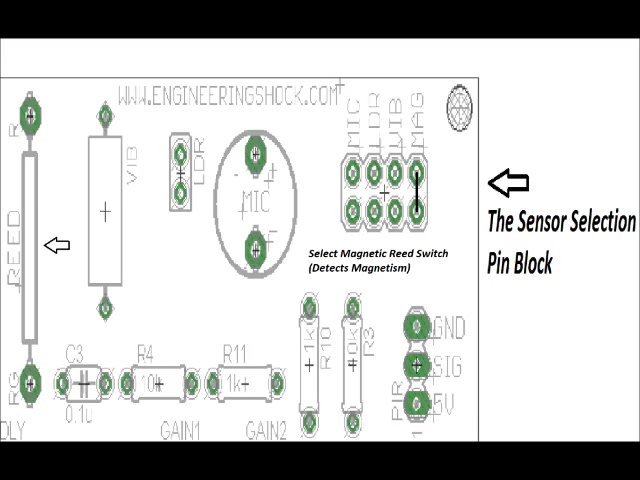 WWW.ENGINEERINGSHOCK.COM
MIC
LDR
VIB
MAG
R
VIB
LDR
MIC
REED
The Sensor Selection
Pin Block
Select Magnetic Reed Switch
(Detects Magnetism)
1k
R10
R3
GND
SIG
5V
PIR
1
C3
R4
R11
10k
1k
RG
0.1u
DLY
GAIN1
GAIN2